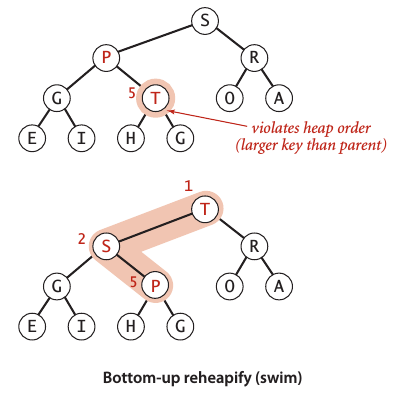 S
P R
G 5 T O A
E I H G
violates heap order
(larger key than parent)
1
T
2 S R
G 5 P O A
E I H G
Bottom-up reheapify (swim)